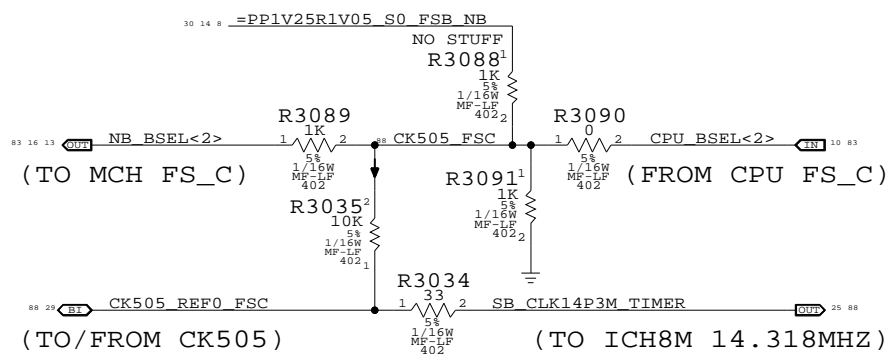 30 14 8 =PP1V25R1V05_S0_FSB_NB
NO STUFF
R3088 1
1K
5%
1/16W
MF-LF
402 2
R3089
1K
1 2
5%
1/16W
MF-LF
402
R3090
0
1 2
5%
1/16W
MF-LF
402
83 16 13 OUT NB_BSEL<2>
88 CK505_FSC
CPU_BSEL<2> IN 10 83
(TO MCH FS_C)
(FROM CPU FS_C)
R3091 1
1K
5%
1/16W
MF-LF
402 2
R3035 2
10K
5%
1/16W
MF-LF
402 1
R3034
33
1 2
5%
1/16W
MF-LF
402
88 29 BI CK505_REF0_FSC
SB_CLK14P3M_TIMER OUT 25 88
(TO/FROM CK505)
(TO ICH8M 14.318MHZ)